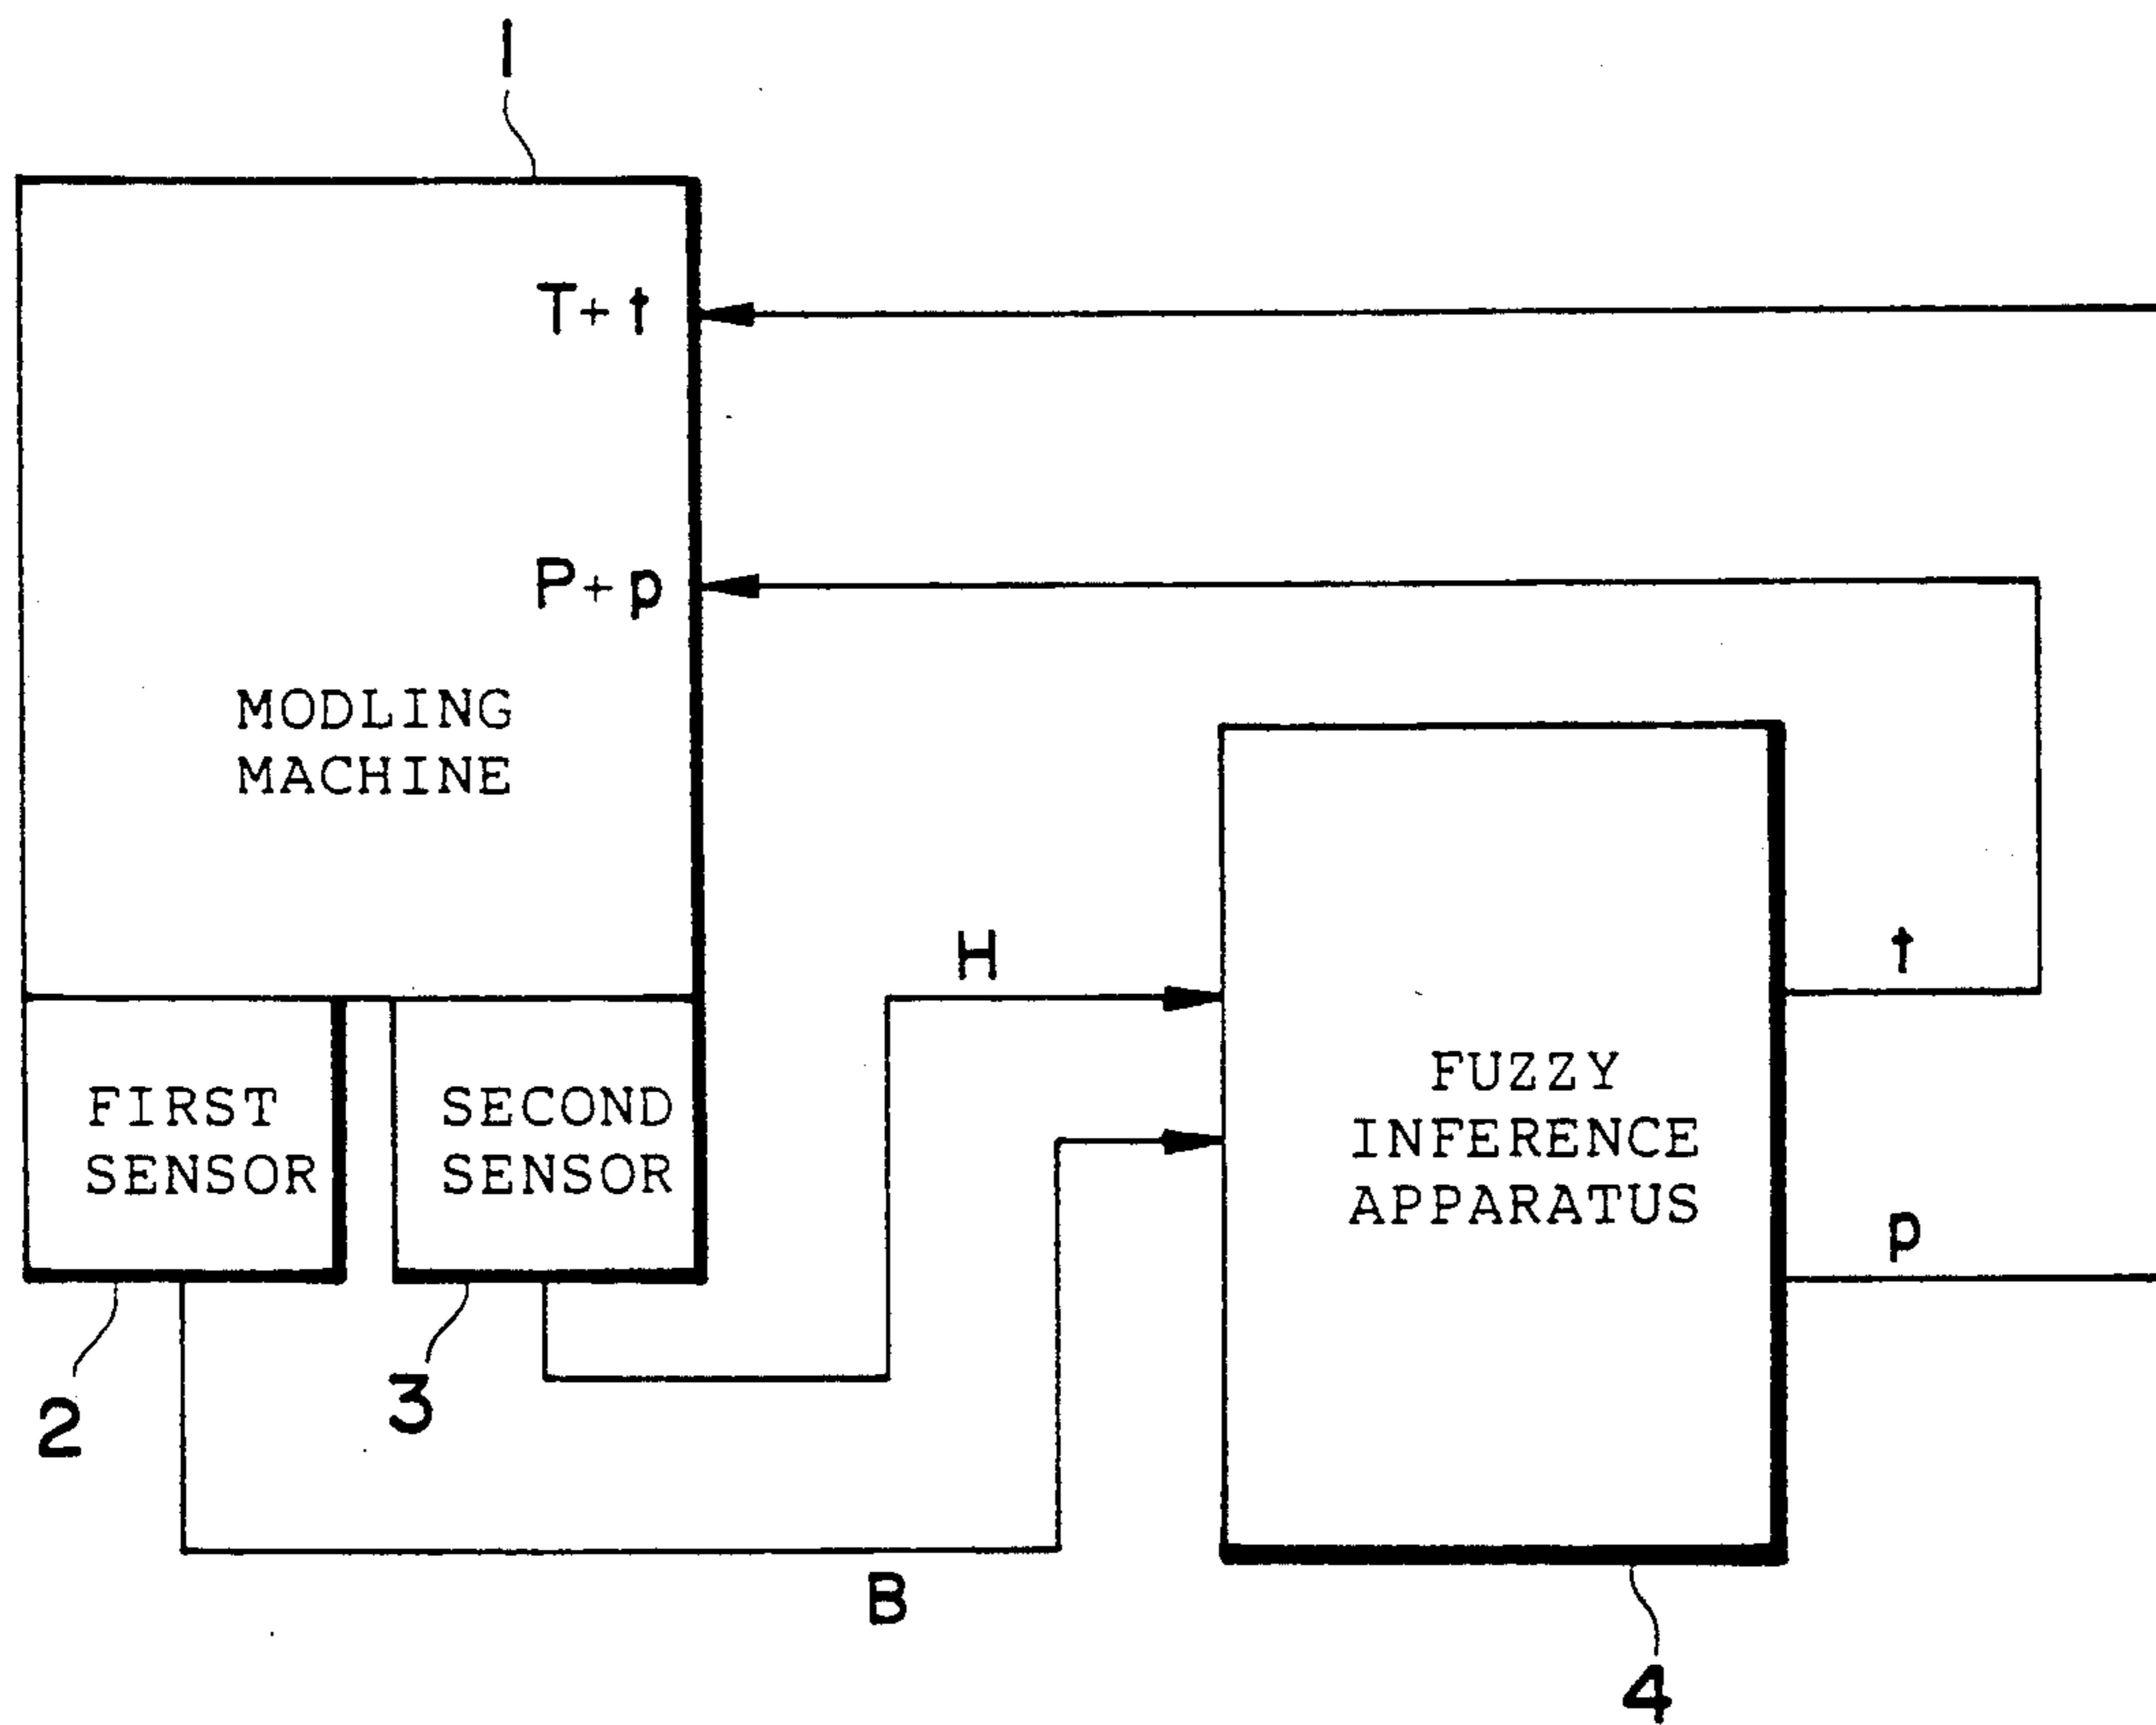 1
T+t
P+p
MODLING
MACHINE
H
t
FIRST
SENSOR
SECOND
SENSOR
FUZZY
INFERENCE
APPARATUS
p
2
3
B
4